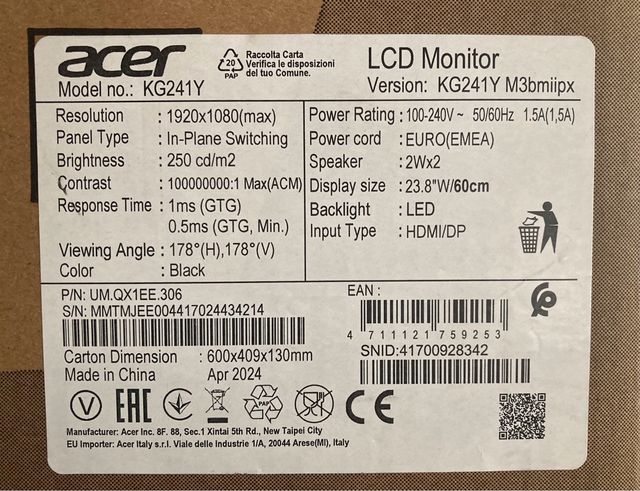 acer
Model no.: KG241Y
20
PAP
Raccolta Carta
Verifica le disposizioni
del tuo Comune.
LCD Monitor
Version: KG241Y M3bmiipx
Resolution : 1920x1080(max)
Panel Type : In-Plane Switching
Brightness : 250 cd/m2
Contrast : 100000000:1 Max(ACM)
Response Time : 1ms (GTG)
0.5ms (GTG, Min.)
Viewing Angle : 178°(H),178°(V)
Color : Black
Power Rating : 100-240V ~ 50/60Hz 1.5A(1,5A)
Power cord : EURO(EMEA)
Speaker : 2Wx2
Display size : 23.8"W/60cm
Backlight : LED
Input Type : HDMI/DP
P/N: UM.QX1EE.306
S/N: MMTMJEE004417024434214
Carton Dimension : 600x409x130mm
Made in China Apr 2024
EAN :
4 711121 759253
SNID:41700928342
V EAC PAP CE
Manufacturer: Acer Inc. 8F. 88, Sec.1 Xintai 5th Rd., New Taipei City
EU Importer: Acer Italy s.r.l. Viale delle Industrie 1/A, 20044 Arese(MI), Italy